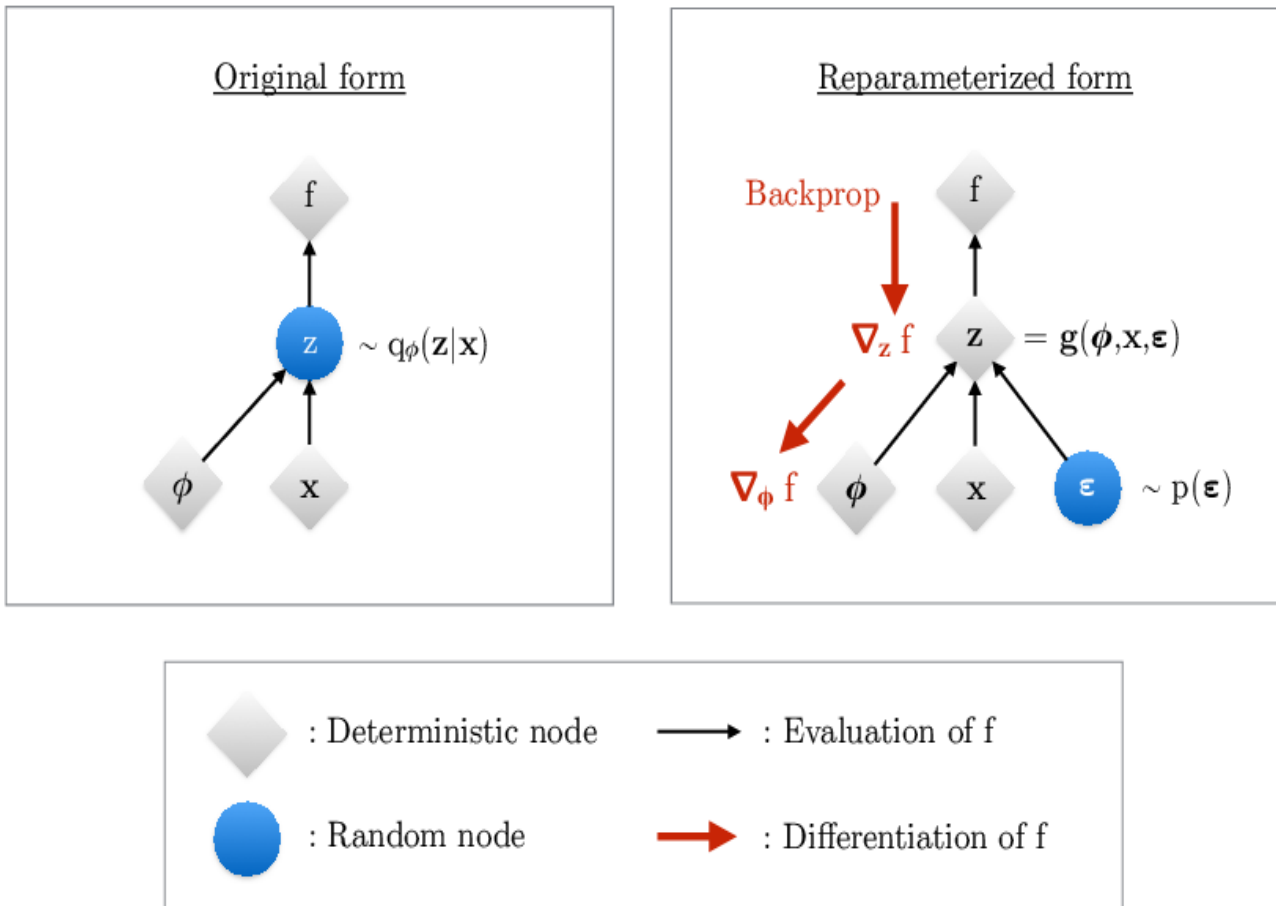 Original form
f
z ~ qϕ(z|x)
ϕ x
Reparameterized form
Backprop f
∇z f z = g(ϕ,x,ε)
∇ϕ f ϕ x ε ~ p(ε)
: Deterministic node : Evaluation of f
: Random node : Differentiation of f